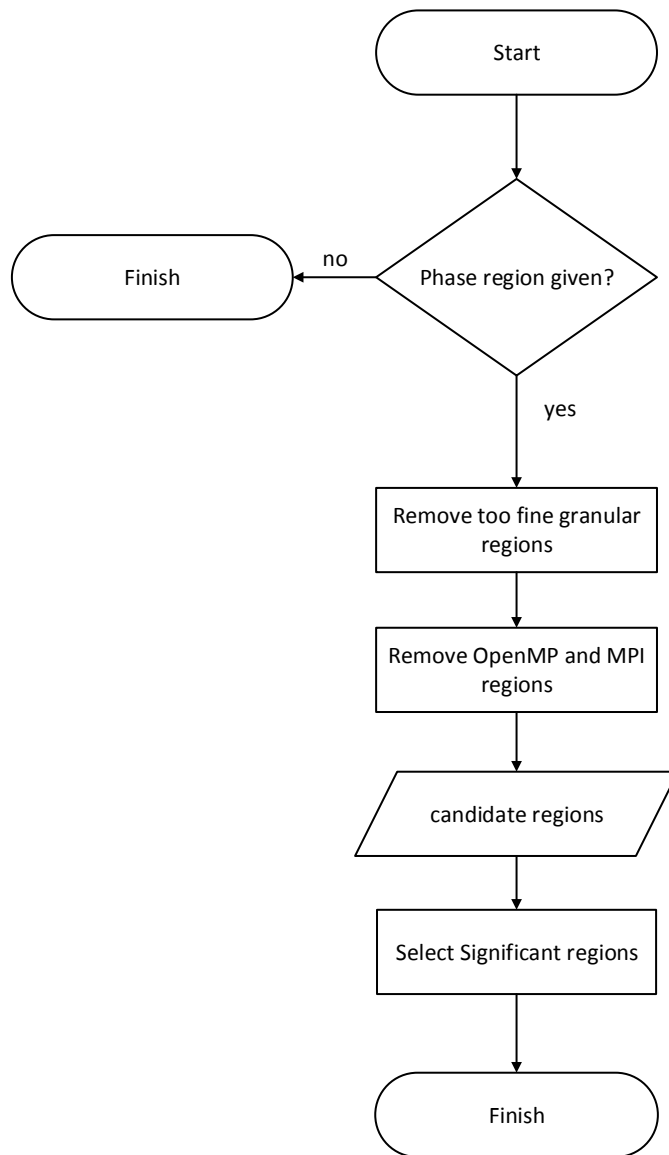 Start
Phase region given?
no
Finish
yes
Remove too fine granular
regions
Remove OpenMP and MPI
regions
candidate regions
Select Significant regions
Finish